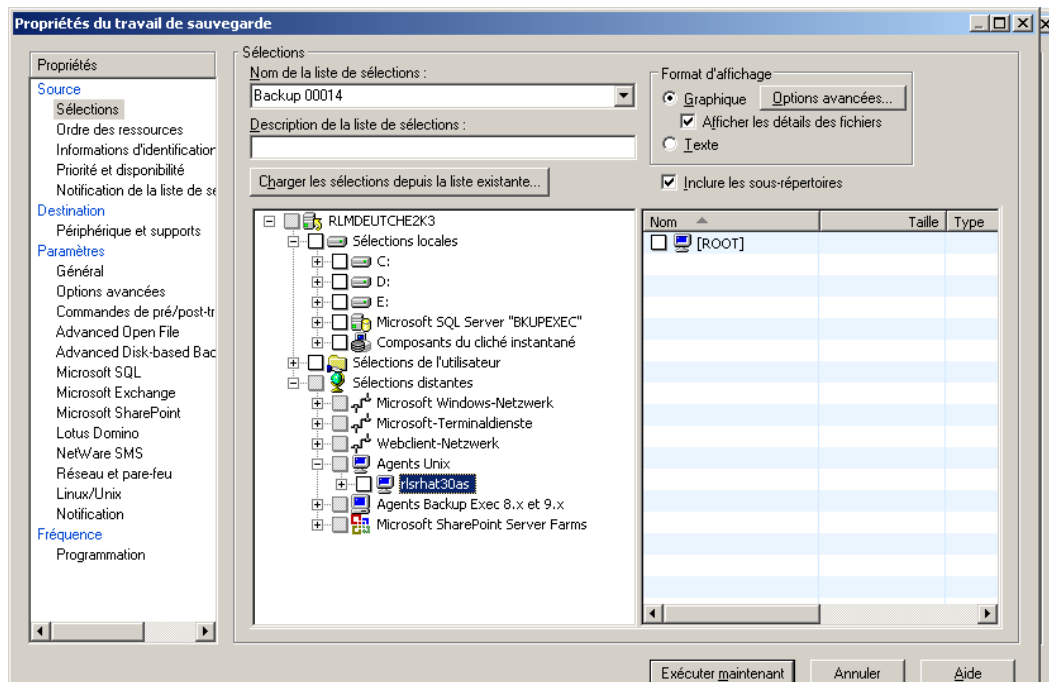 Propriétés du travail de sauvegarde
Propriétés
Source
Sélections
Ordre des ressources
Informations d'identification
Priorité et disponibilité
Notification de la liste de sé
Destination
Périphérique et supports
Paramètres
Général
Options avancées
Commandes de pré/post-tr
Advanced Open File
Advanced Disk-based Bac
Microsoft SQL
Microsoft Exchange
Microsoft SharePoint
Lotus Domino
NetWare SMS
Réseau et pare-feu
Linux/Unix
Notification
Fréquence
Programmation
Sélections
Nom de la liste de sélections :
Backup 00014
Description de la liste de sélections :
Charger les sélections depuis la liste existante...
Format d'affichage
Graphique
Options avancées...
Afficher les détails des fichiers
Texte
Inclure les sous-répertoires
RLMDEUTCHE2K3
Sélections locales
C:
D:
E:
Microsoft SQL Server "BKUPEXEC"
Composants du cliché instantané
Sélections de l'utilisateur
Sélections distantes
Microsoft Windows-Netzwerk
Microsoft-Terminaldienste
Webclient-Netzwerk
Agents Unix
rlsrhat30as
Agents Backup Exec 8.x et 9.x
Microsoft SharePoint Server Farms
Nom Taille Type
[ROOT]
Exécuter maintenant Annuler Aide